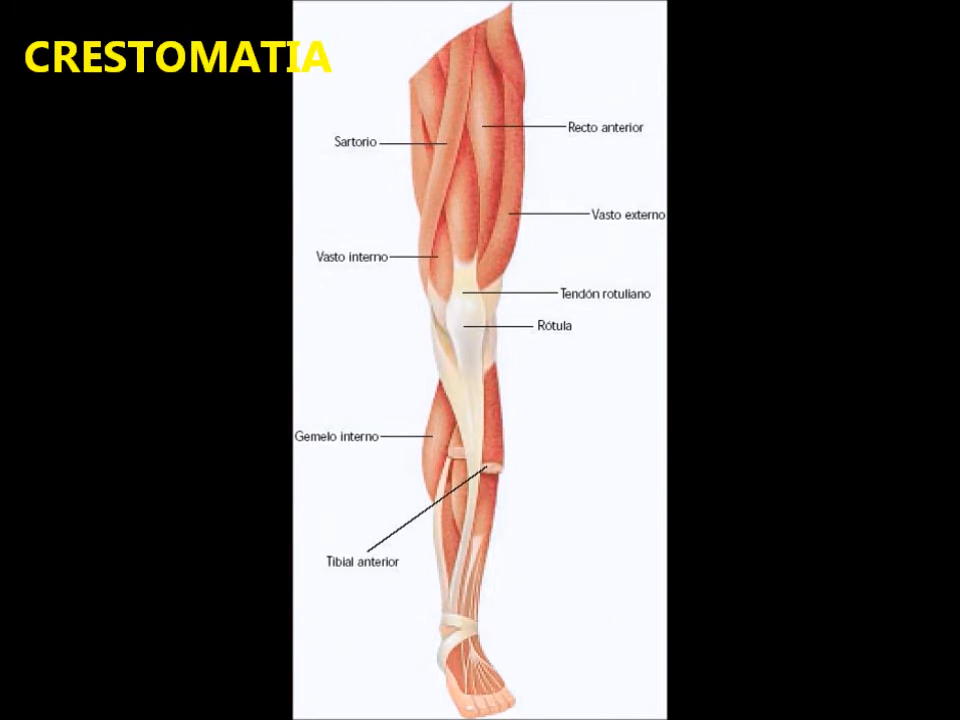 CRESTOMATIA
Recto anterior
Sartorio
Vasto externo
Vasto interno
Tendón rotuliano
Rótula
Gemelo interno
Tibial anterior